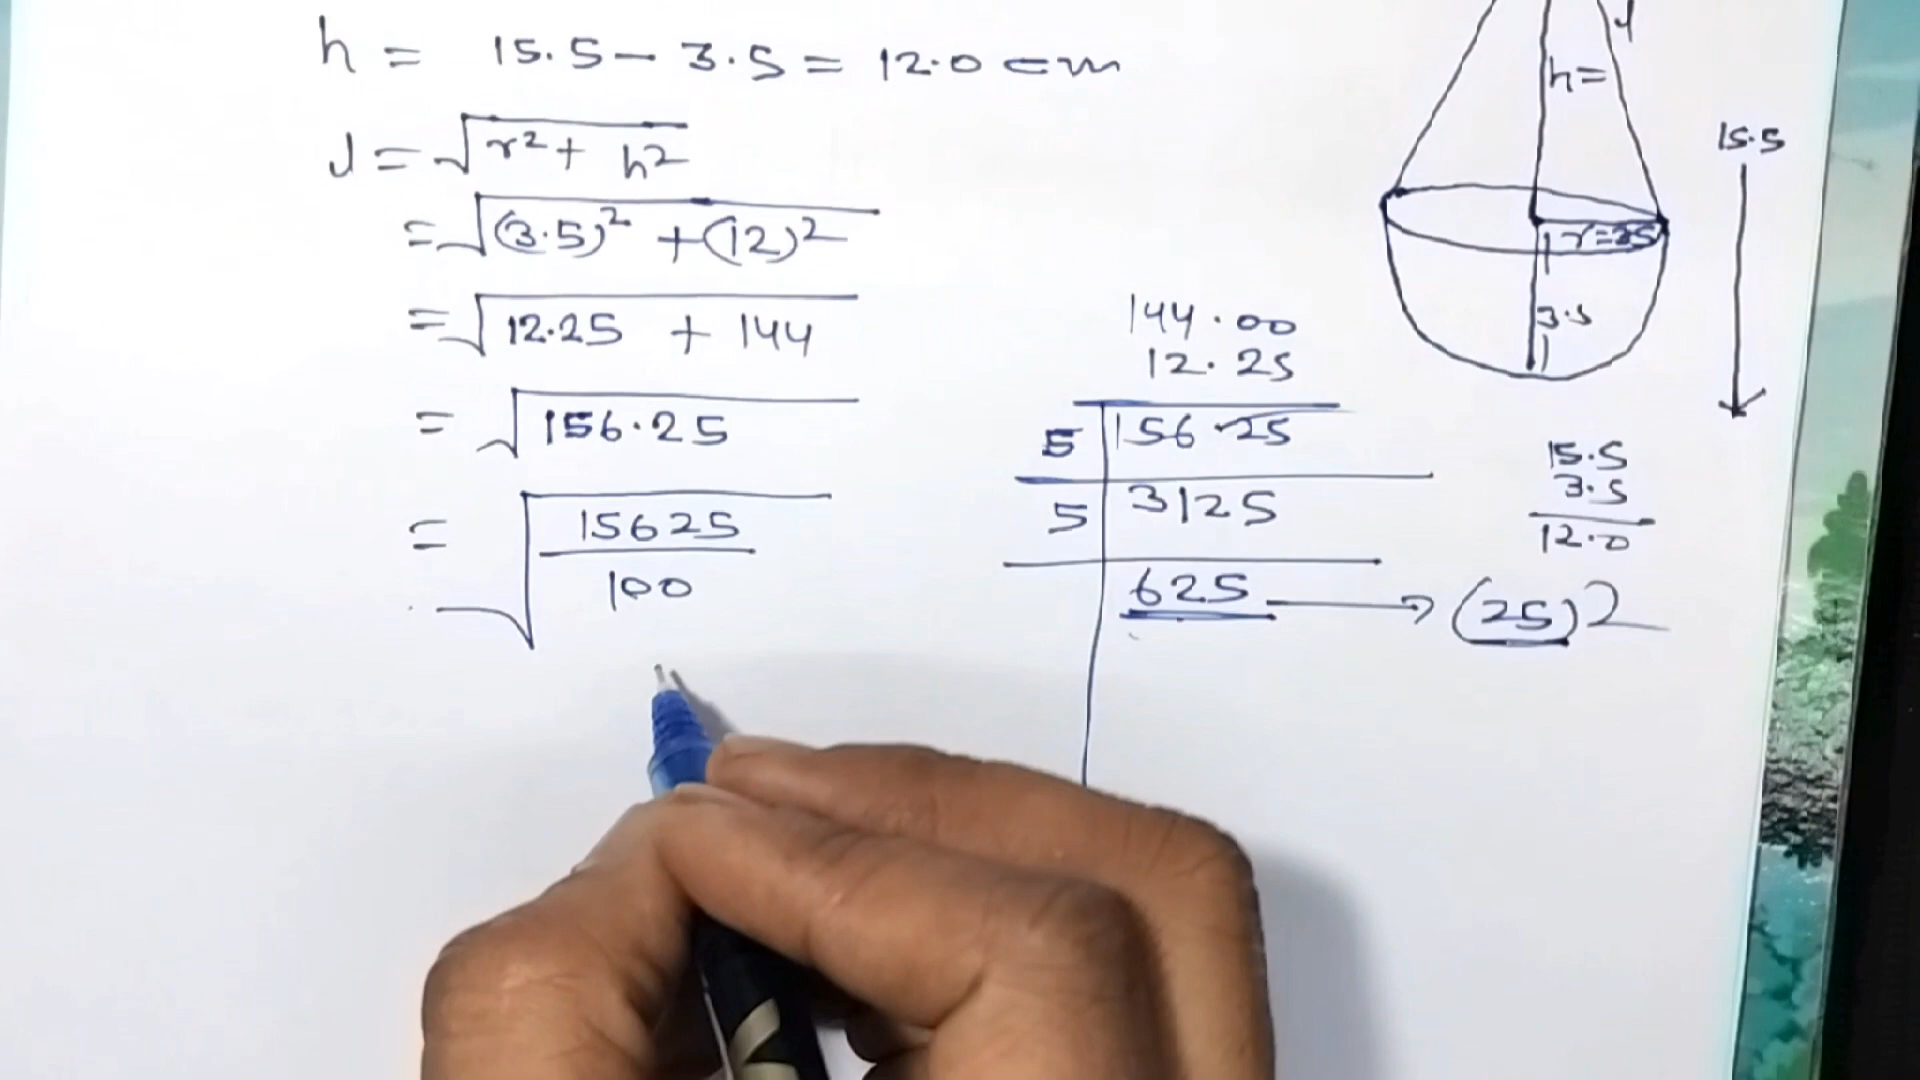 h = 15.5 - 3.5 = 12.0 cm
l = √r² + h²
= √(3.5)² + (12)²
= √12.25 + 144
= √156.25
= √15625/100
144.00
12.25
5 | 156.25
5 | 3125
625 → (25)2
l
h=
r=3.5
3.5
15.5
15.5
3.5
12.0